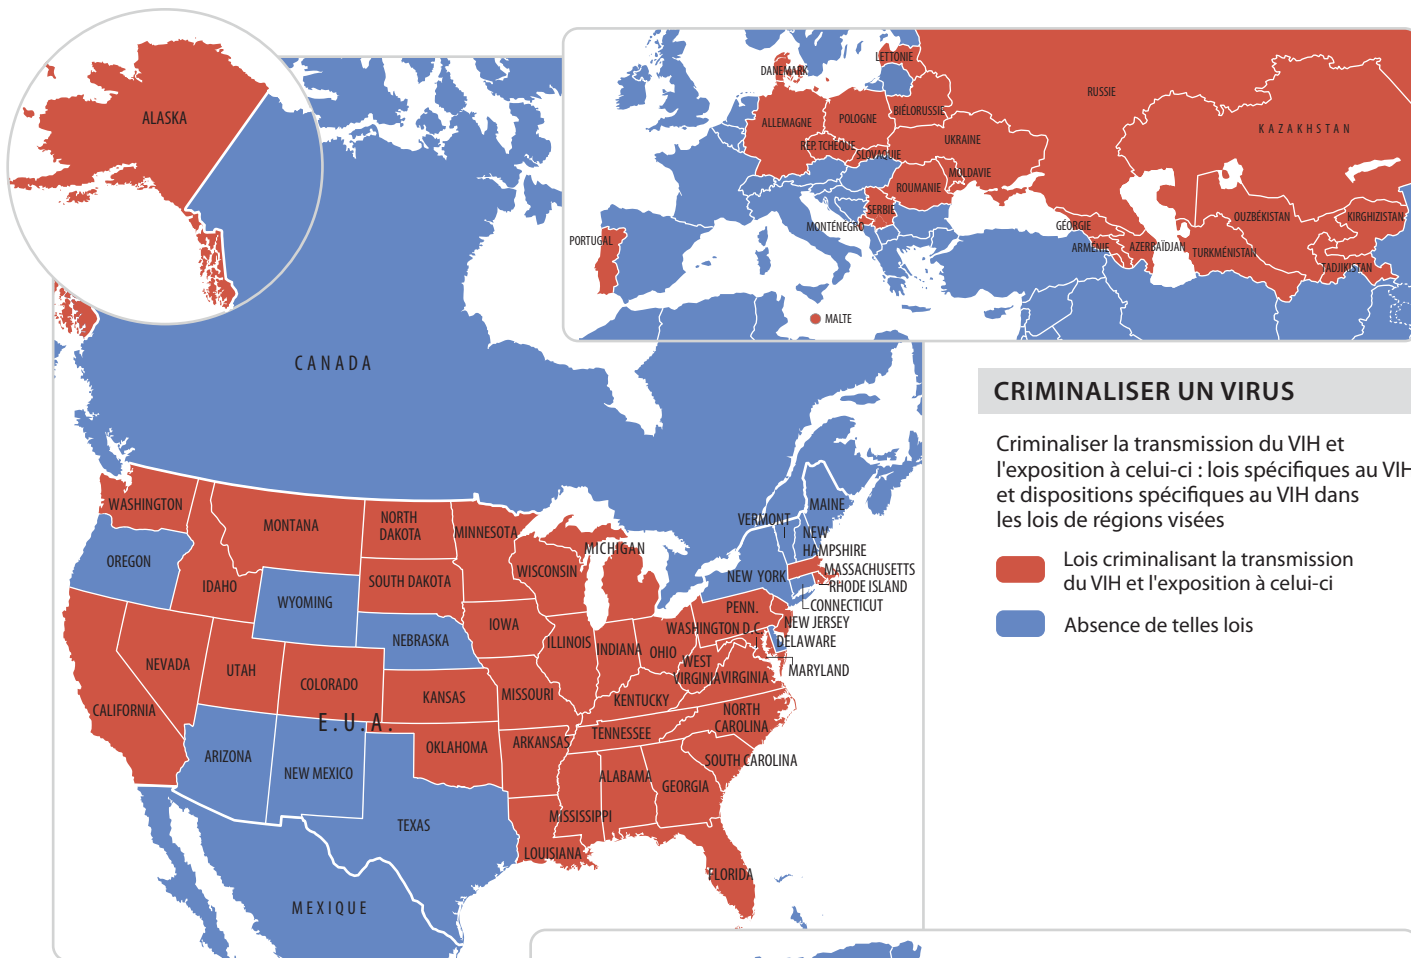 ALASKA
CANADA
WASHINGTON
OREGON
IDAHO
MONTANA
WYOMING
NORTH
DAKOTA
SOUTH DAKOTA
NEBRASKA
MINNESOTA
WISCONSIN
MICHIGAN
IOWA
ILLINOIS
INDIANA
OHIO
NEVADA
UTAH
COLORADO
KANSAS
MISSOURI
KENTUCKY
WEST
VIRGINIA
VIRGINIA
CALIFORNIA
E.U.A.
ARIZONA
NEW MEXICO
OKLAHOMA
ARKANSAS
TENNESSEE
NORTH
CAROLINA
SOUTH CAROLINA
TEXAS
LOUISIANA
MISSISSIPPI
ALABAMA
GEORGIA
FLORIDA
MEXIQUE
MAINE
VERMONT
NEW
HAMPSHIRE
NEW YORK
MASSACHUSETTS
RHODE ISLAND
CONNECTICUT
PENN.
NEW JERSEY
WASHINGTON D.C.
DELAWARE
MARYLAND
DANEMARK
LETTONIE
RUSSIE
ALLEMAGNE
POLOGNE
BIÉLORUSSIE
KAZAKHSTAN
RÉP. TCHÈQUE
SLOVAQUIE
UKRAINE
MOLDAVIE
ROUMANIE
SERBIE
MONTÉNÉGRO
PORTUGAL
GÉORGIE
ARMÉNIE
AZERBAÏDJAN
TURKMÉNISTAN
OUZBÉKISTAN
KIRGHIZISTAN
TADJIKISTAN
MALTE
CRIMINALISER UN VIRUS
Criminaliser la transmission du VIH et
l'exposition à celui-ci : lois spécifiques au VIH
et dispositions spécifiques au VIH dans
les lois de régions visées
Lois criminalisant la transmission
du VIH et l'exposition à celui-ci
Absence de telles lois